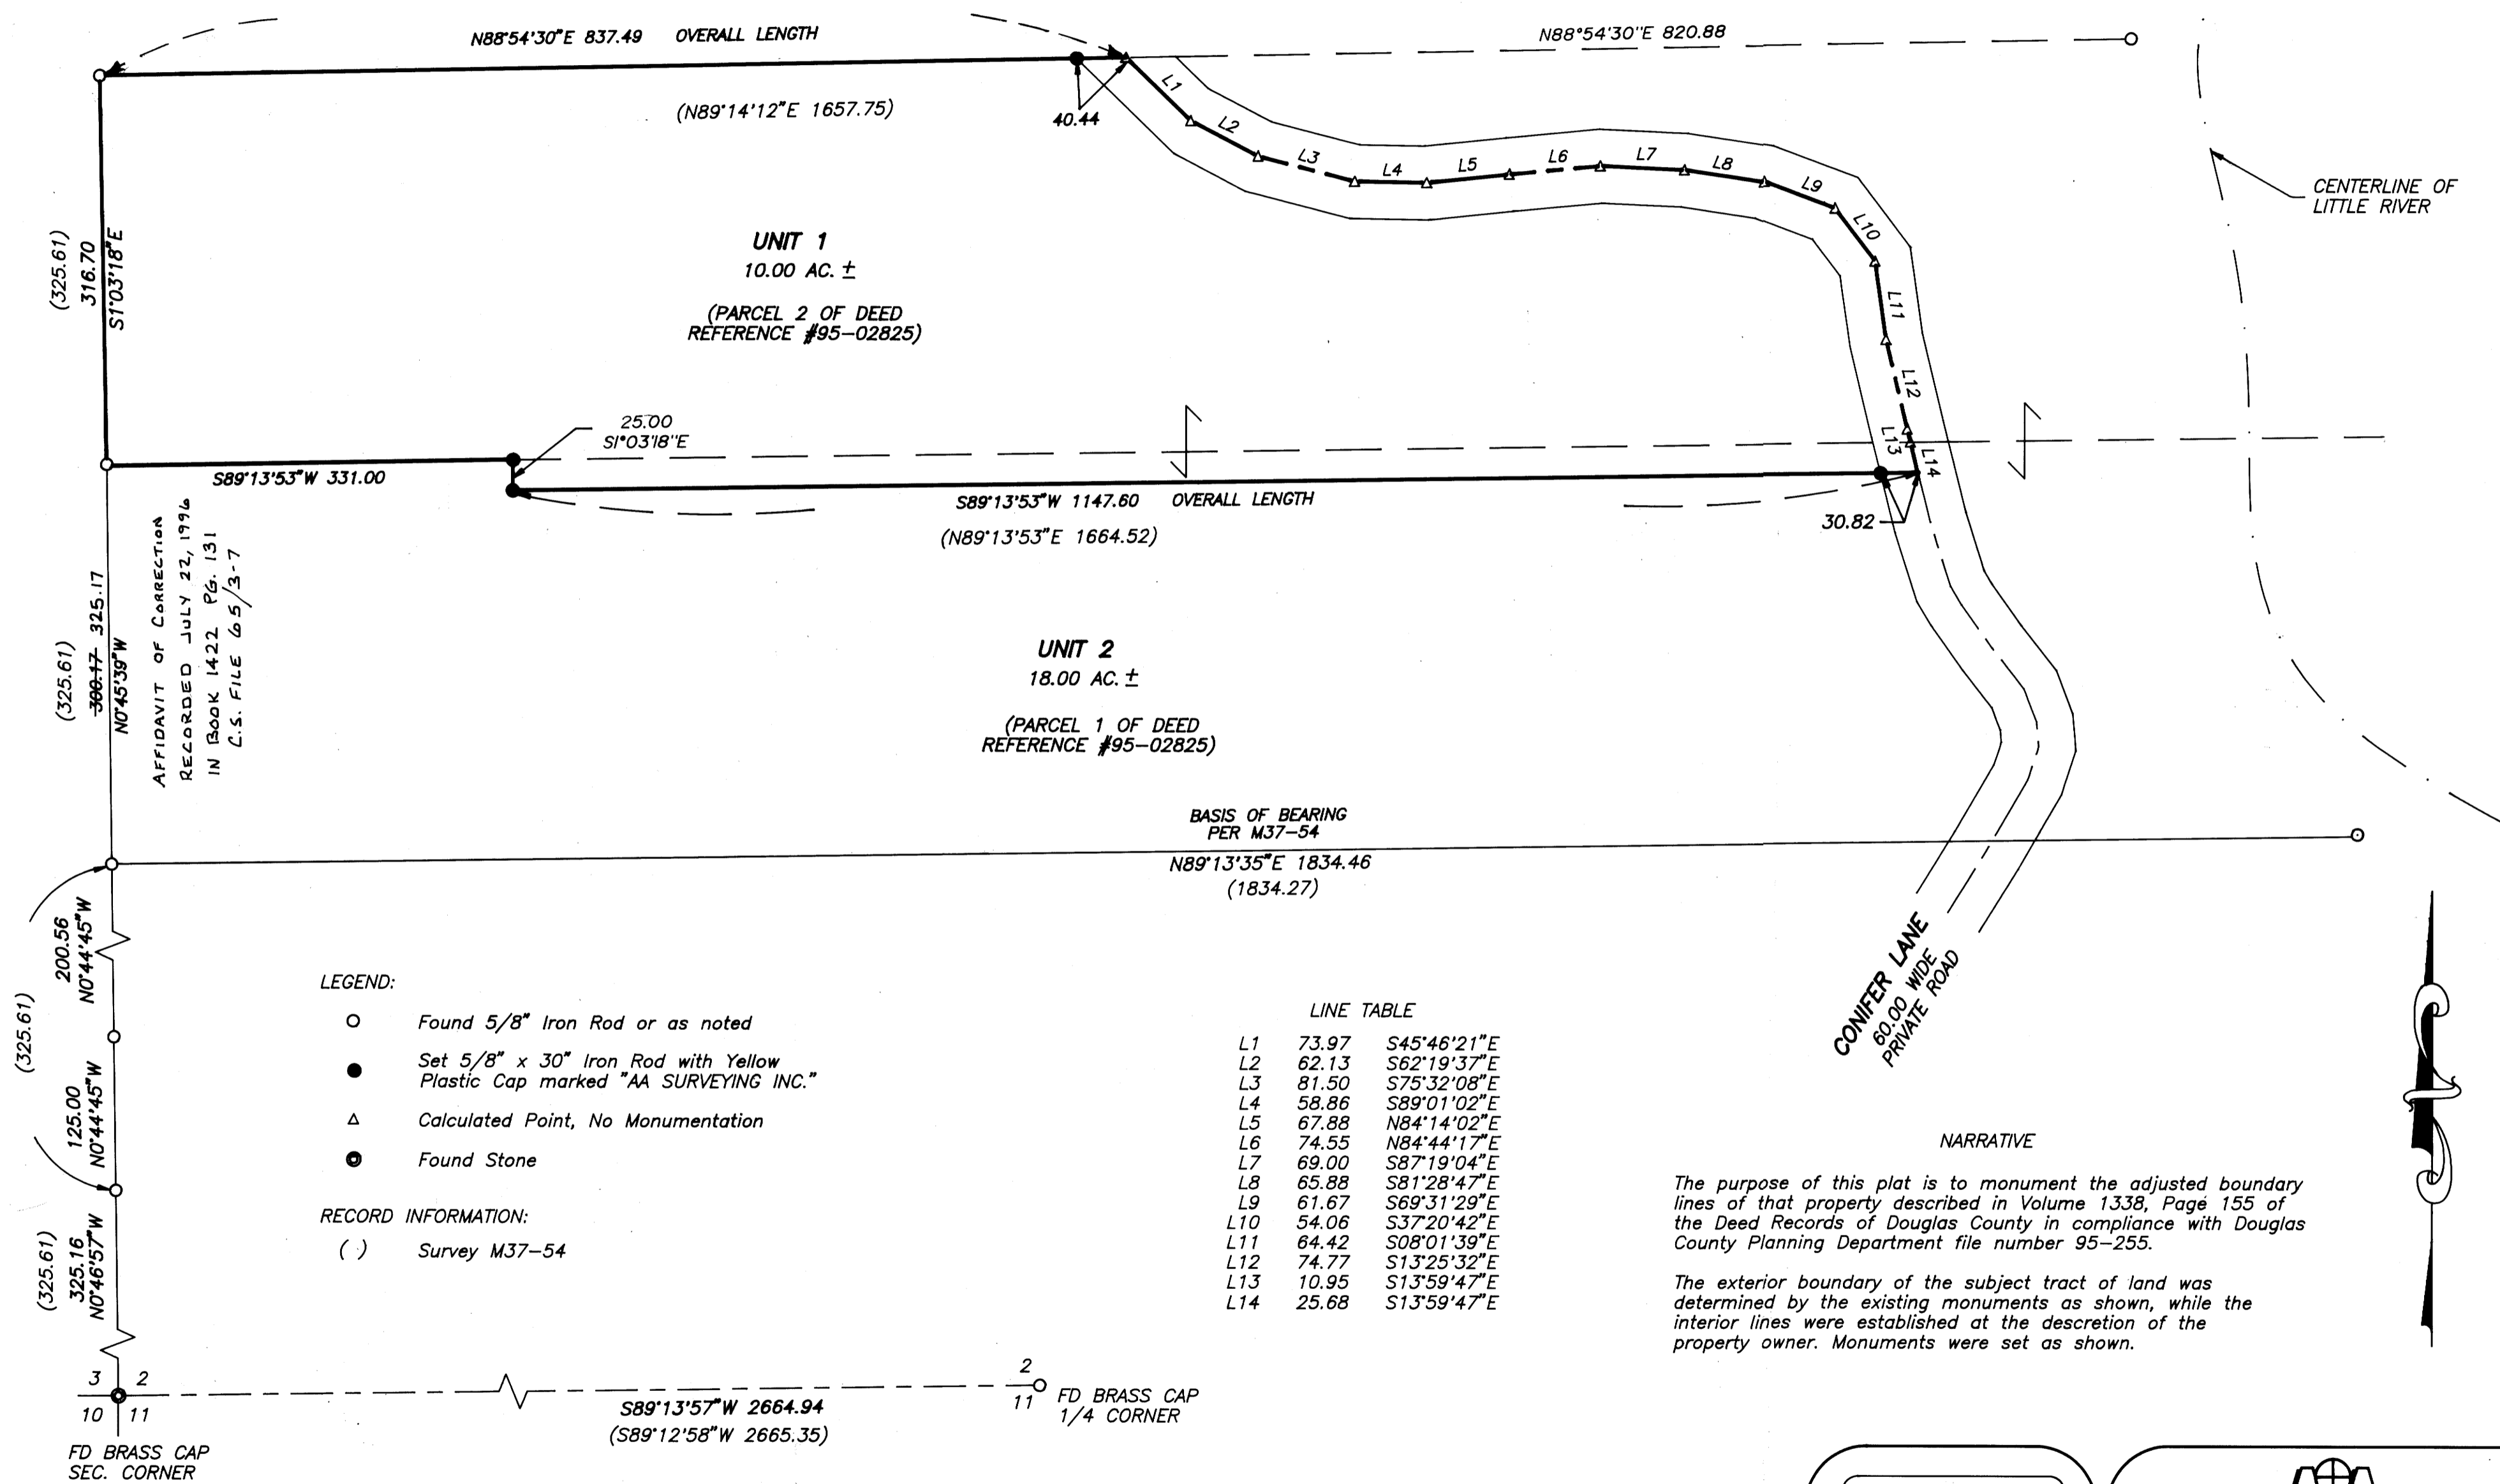 N88°54'30"E 837.49 OVERALL LENGTH
N88°54'30"E 820.88
(N89°14'12"E 1657.75)
40.44
L1
L2
L3
L4
L5
L6
L7
L8
L9
L10
L11
L12
L13
L14
CENTERLINE OF
LITTLE RIVER
(325.61)
316.70
S1°03'18"E
UNIT 1
10.00 AC. ±
(PARCEL 2 OF DEED
REFERENCE #95-02825)
25.00
S1°03'18"E
S89°13'53"W 331.00
S89°13'53"W 1147.60 OVERALL LENGTH
(N89°13'53"E 1664.52)
30.82
(325.61)
300.17 325.17
N0°45'39"W
AFFIDAVIT OF CORRECTION
RECORDED JULY 22, 1996
IN BOOK 1422 PG. 131
C.S. FILE 65/3-7
UNIT 2
18.00 AC. ±
(PARCEL 1 OF DEED
REFERENCE #95-02825)
BASIS OF BEARING
PER M37-54
N89°13'35"E 1834.46
(1834.27)
CONIFER LANE
60.00 WIDE
PRIVATE ROAD
200.56
N0°44'45"W
(325.61)
125.00
N0°44'45"W
(325.61)
325.16
N0°46'57"W
LEGEND:
Found 5/8" Iron Rod or as noted
Set 5/8" x 30" Iron Rod with Yellow
Plastic Cap marked "AA SURVEYING INC."
Calculated Point, No Monumentation
Found Stone
RECORD INFORMATION:
( ) Survey M37-54
LINE TABLE
L1 73.97 S45°46'21"E
L2 62.13 S62°19'37"E
L3 81.50 S75°32'08"E
L4 58.86 S89°01'02"E
L5 67.88 N84°14'02"E
L6 74.55 N84°44'17"E
L7 69.00 S87°19'04"E
L8 65.88 S81°28'47"E
L9 61.67 S69°31'29"E
L10 54.06 S37°20'42"E
L11 64.42 S08°01'39"E
L12 74.77 S13°25'32"E
L13 10.95 S13°59'47"E
L14 25.68 S13°59'47"E
NARRATIVE
The purpose of this plat is to monument the adjusted boundary
lines of that property described in Volume 1338, Page 155 of
the Deed Records of Douglas County in compliance with Douglas
County Planning Department file number 95-255.
The exterior boundary of the subject tract of land was
determined by the existing monuments as shown, while the
interior lines were established at the descretion of the
property owner. Monuments were set as shown.
3 2
10 11
FD BRASS CAP
SEC. CORNER
S89°13'57"W 2664.94
(S89°12'58"W 2665.35)
2
11
FD BRASS CAP
1/4 CORNER